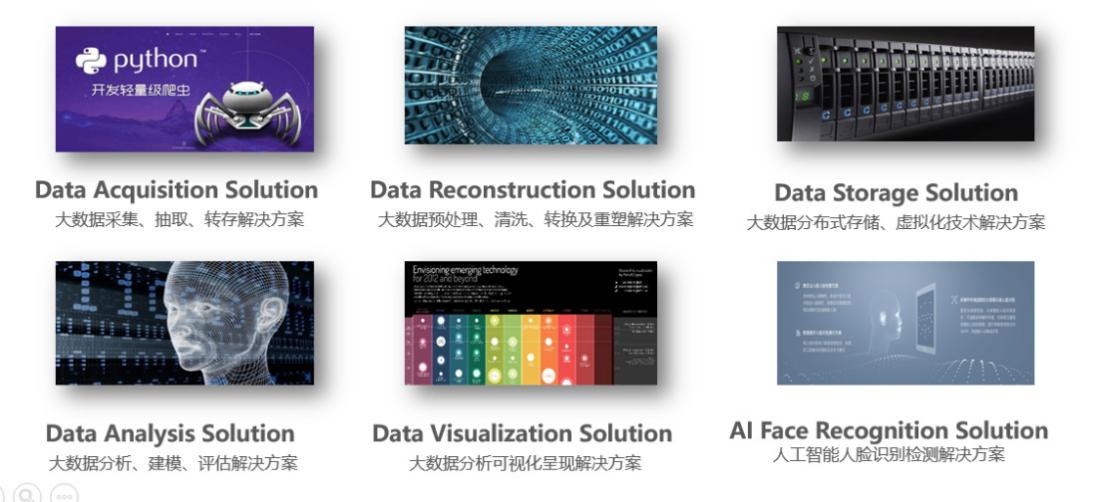 python™
开发轻量级爬虫
Data Acquisition Solution
大数据采集、抽取、转存解决方案
Data Reconstruction Solution
大数据预处理、清洗、转换及重塑解决方案
Data Storage Solution
大数据分布式存储、虚拟化技术解决方案
Data Analysis Solution
大数据分析、建模、评估解决方案
Envisioning emerging technology
for 2012 and beyond
Data Visualization Solution
大数据分析可视化呈现解决方案
AI Face Recognition Solution
人工智能人脸识别检测解决方案